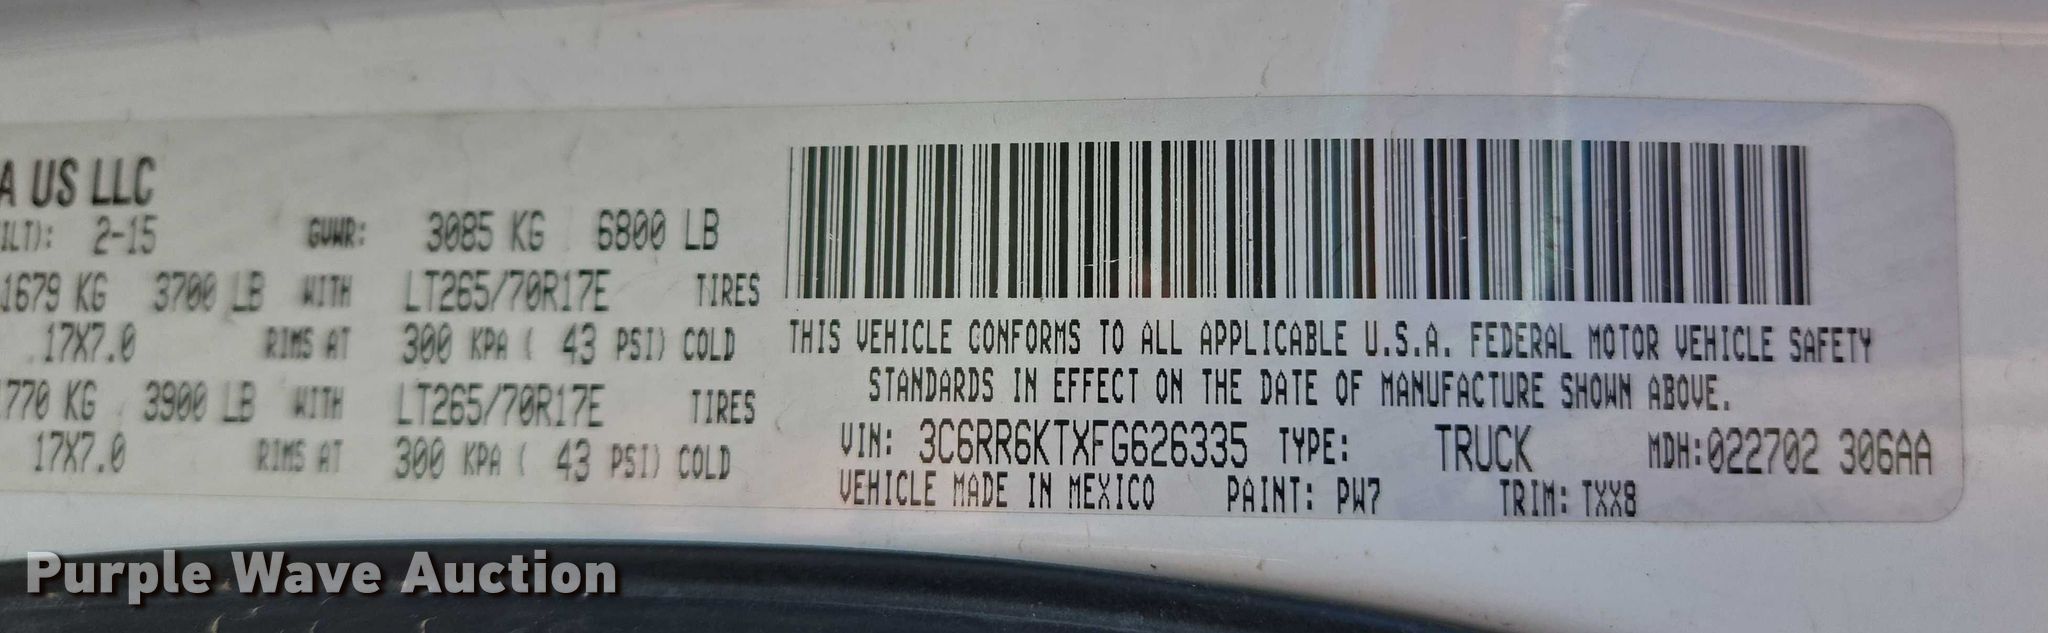 A US LLC
ILT): 2-15 GVWR: 3085 KG 6800 LB
1679 KG 3700 LB WITH LT265/70R17E TIRES
17X7.0 RIMS AT 300 KPA ( 43 PSI) COLD
770 KG 3900 LB WITH LT265/70R17E TIRES
17X7.0 RIMS AT 300 KPA ( 43 PSI) COLD
THIS VEHICLE CONFORMS TO ALL APPLICABLE U.S.A. FEDERAL MOTOR VEHICLE SAFETY
STANDARDS IN EFFECT ON THE DATE OF MANUFACTURE SHOWN ABOVE.
VIN: 3C6RR6KTXFG626335 TYPE: TRUCK MDH:022702 306AA
VEHICLE MADE IN MEXICO PAINT: PW7 TRIM: TXX8
Purple Wave Auction